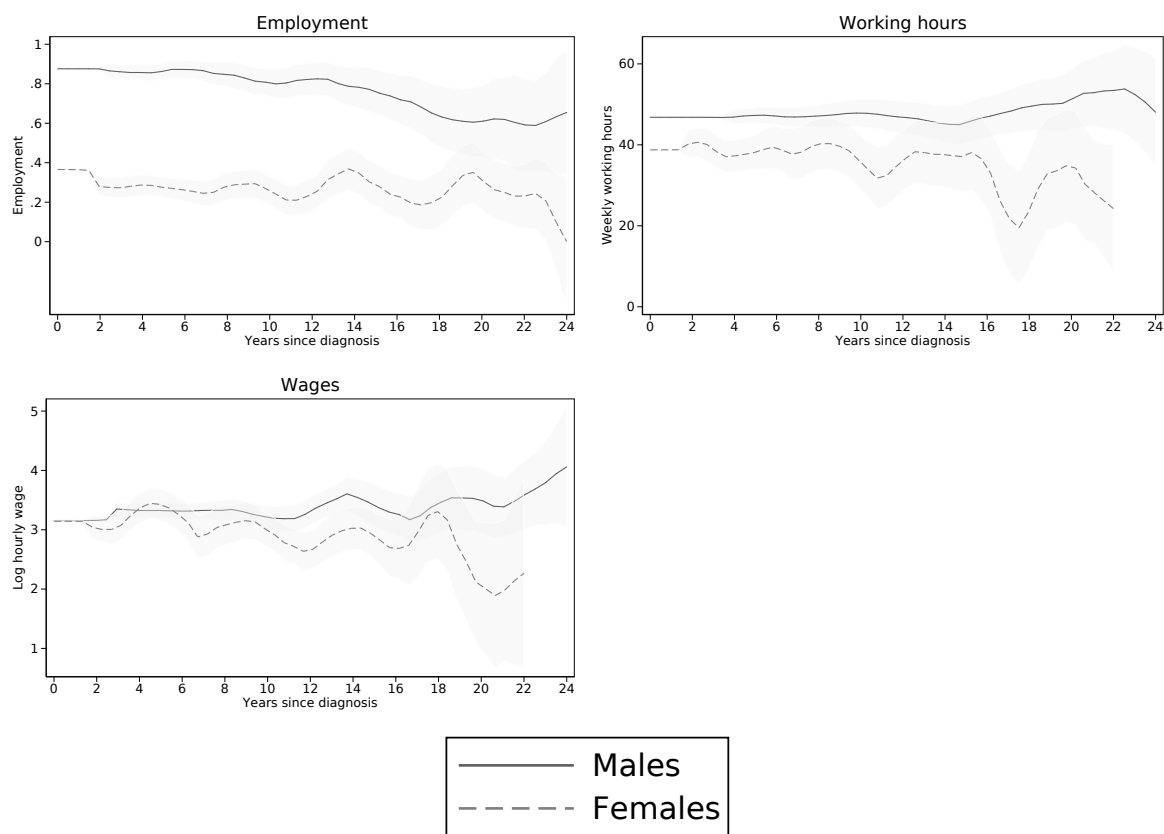 Employment
Employment
1
.8
.6
.4
.2
0
0 2 4 6 8 10 12 14 16 18 20 22 24
Years since diagnosis
Working hours
Weekly working hours
60
40
20
0
0 2 4 6 8 10 12 14 16 18 20 22 24
Years since diagnosis
Wages
Log hourly wage
5
4
3
2
1
0 2 4 6 8 10 12 14 16 18 20 22 24
Years since diagnosis
Males
Females